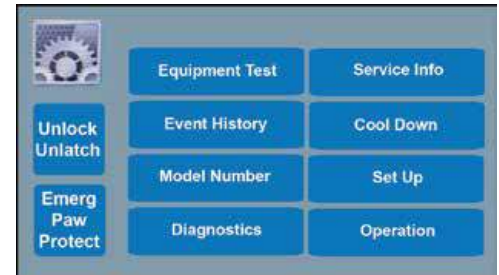 Equipment Test
Service Info
Unlock
Unlatch
Event History
Cool Down
Model Number
Set Up
Emerg
Paw
Protect
Diagnostics
Operation